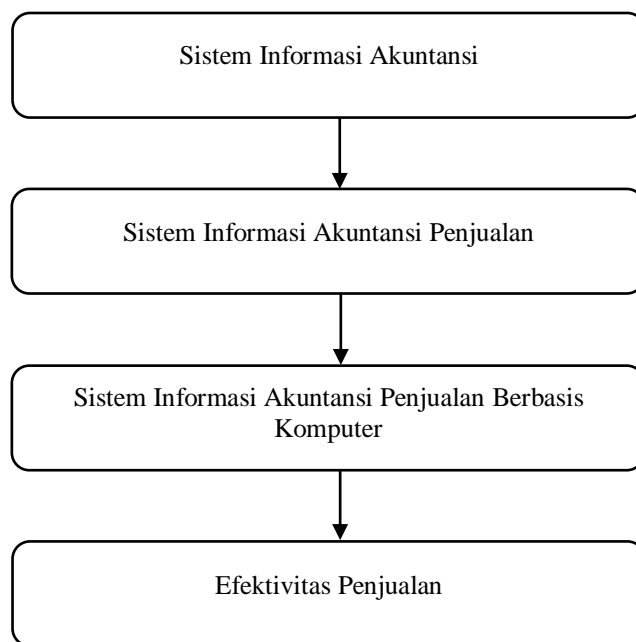 Sistem Informasi Akuntansi
Sistem Informasi Akuntansi Penjualan
Sistem Informasi Akuntansi Penjualan Berbasis
Komputer
Efektivitas Penjualan